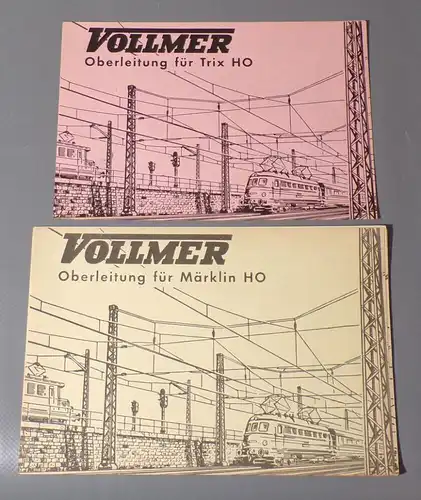 VOLLMER
Oberleitung für Trix HO
VOLLMER
Oberleitung für Märklin HO